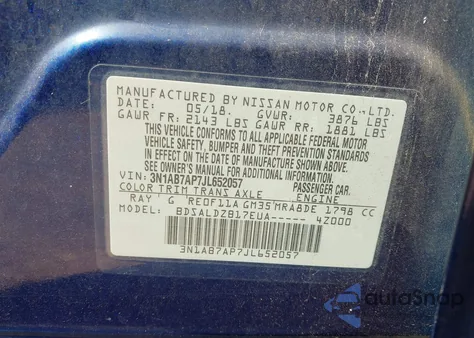 MANUFACTURED BY NISSAN MOTOR CO., LTD.
DATE: 05/18. GVWR: 3876 LBS
GAWR FR: 2143 LBS GAWR RR: 1881 LBS
THIS VEHICLE CONFORMS TO ALL APPLICABLE FEDERAL MOTOR
VEHICLE SAFETY, BUMPER AND THEFT PREVENTION STANDARDS
IN EFFECT ON THE DATE OF MANUFACTURE SHOWN ABOVE.
SEE OWNER'S MANUAL FOR ADDITIONAL INFORMATION
VIN: 3N1AB7AP7JL652057 PASSENGER CAR.
COLOR TRIM TRANS AXLE ENGINE
RAY G RE0F11A GM35 MRA8DE 1798 CC
MODEL: BDSALDZB17EUA----- 4Z000
3N1AB7AP7JL652057
autoSnap